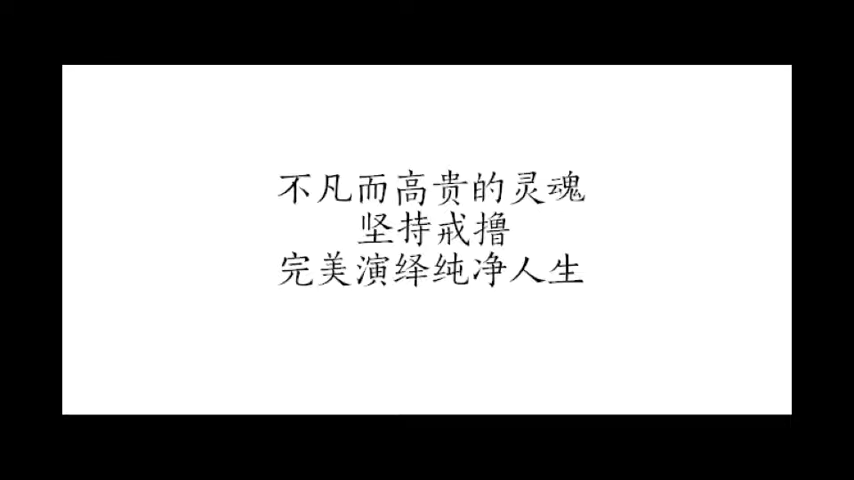 不凡而高贵的灵魂
坚持戒撸
完美演绎纯净人生